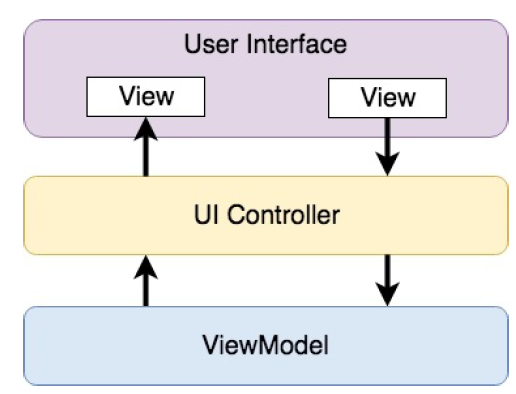 User Interface
View
View
UI Controller
ViewModel